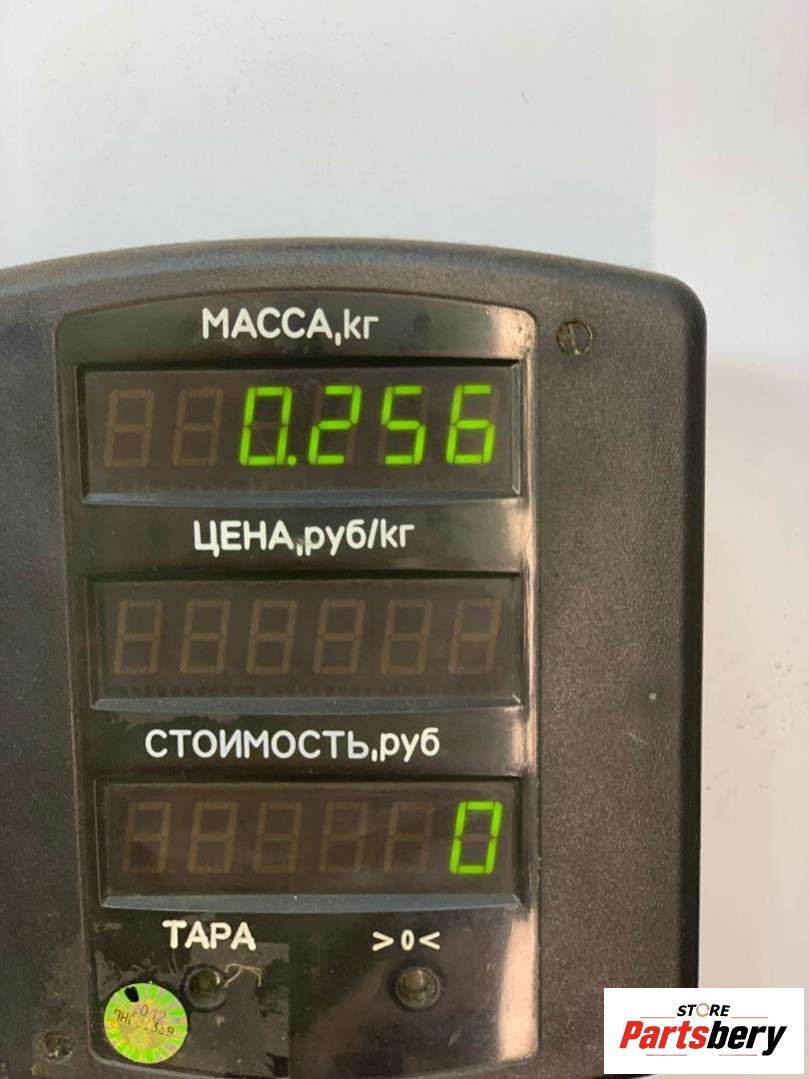 МАССА,кг
0.256
ЦЕНА,руб/кг
СТОИМОСТЬ,руб
0
ТАРА >0<
STORE
Partsbery